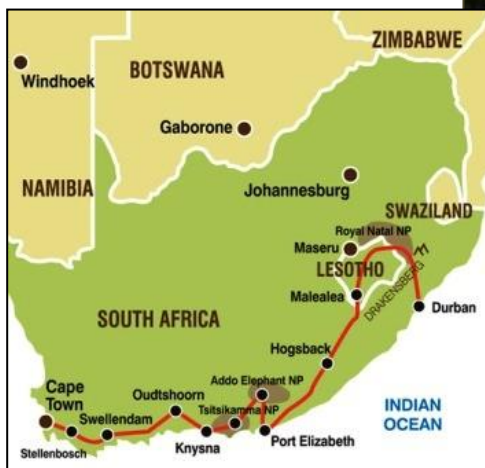 ZIMBABWE
BOTSWANA
Windhoek
Gaborone
NAMIBIA
Johannesburg
SWAZILAND
Royal Natal NP
Maseru
LESOTHO
Malealea
DRAKENSBERG
Durban
SOUTH AFRICA
Hogsback
Addo Elephant NP
Oudtshoorn
Cape
Town
Tsitsikamma NP
Swellendam
INDIAN
OCEAN
Knysna
Port Elizabeth
Stellenbosch